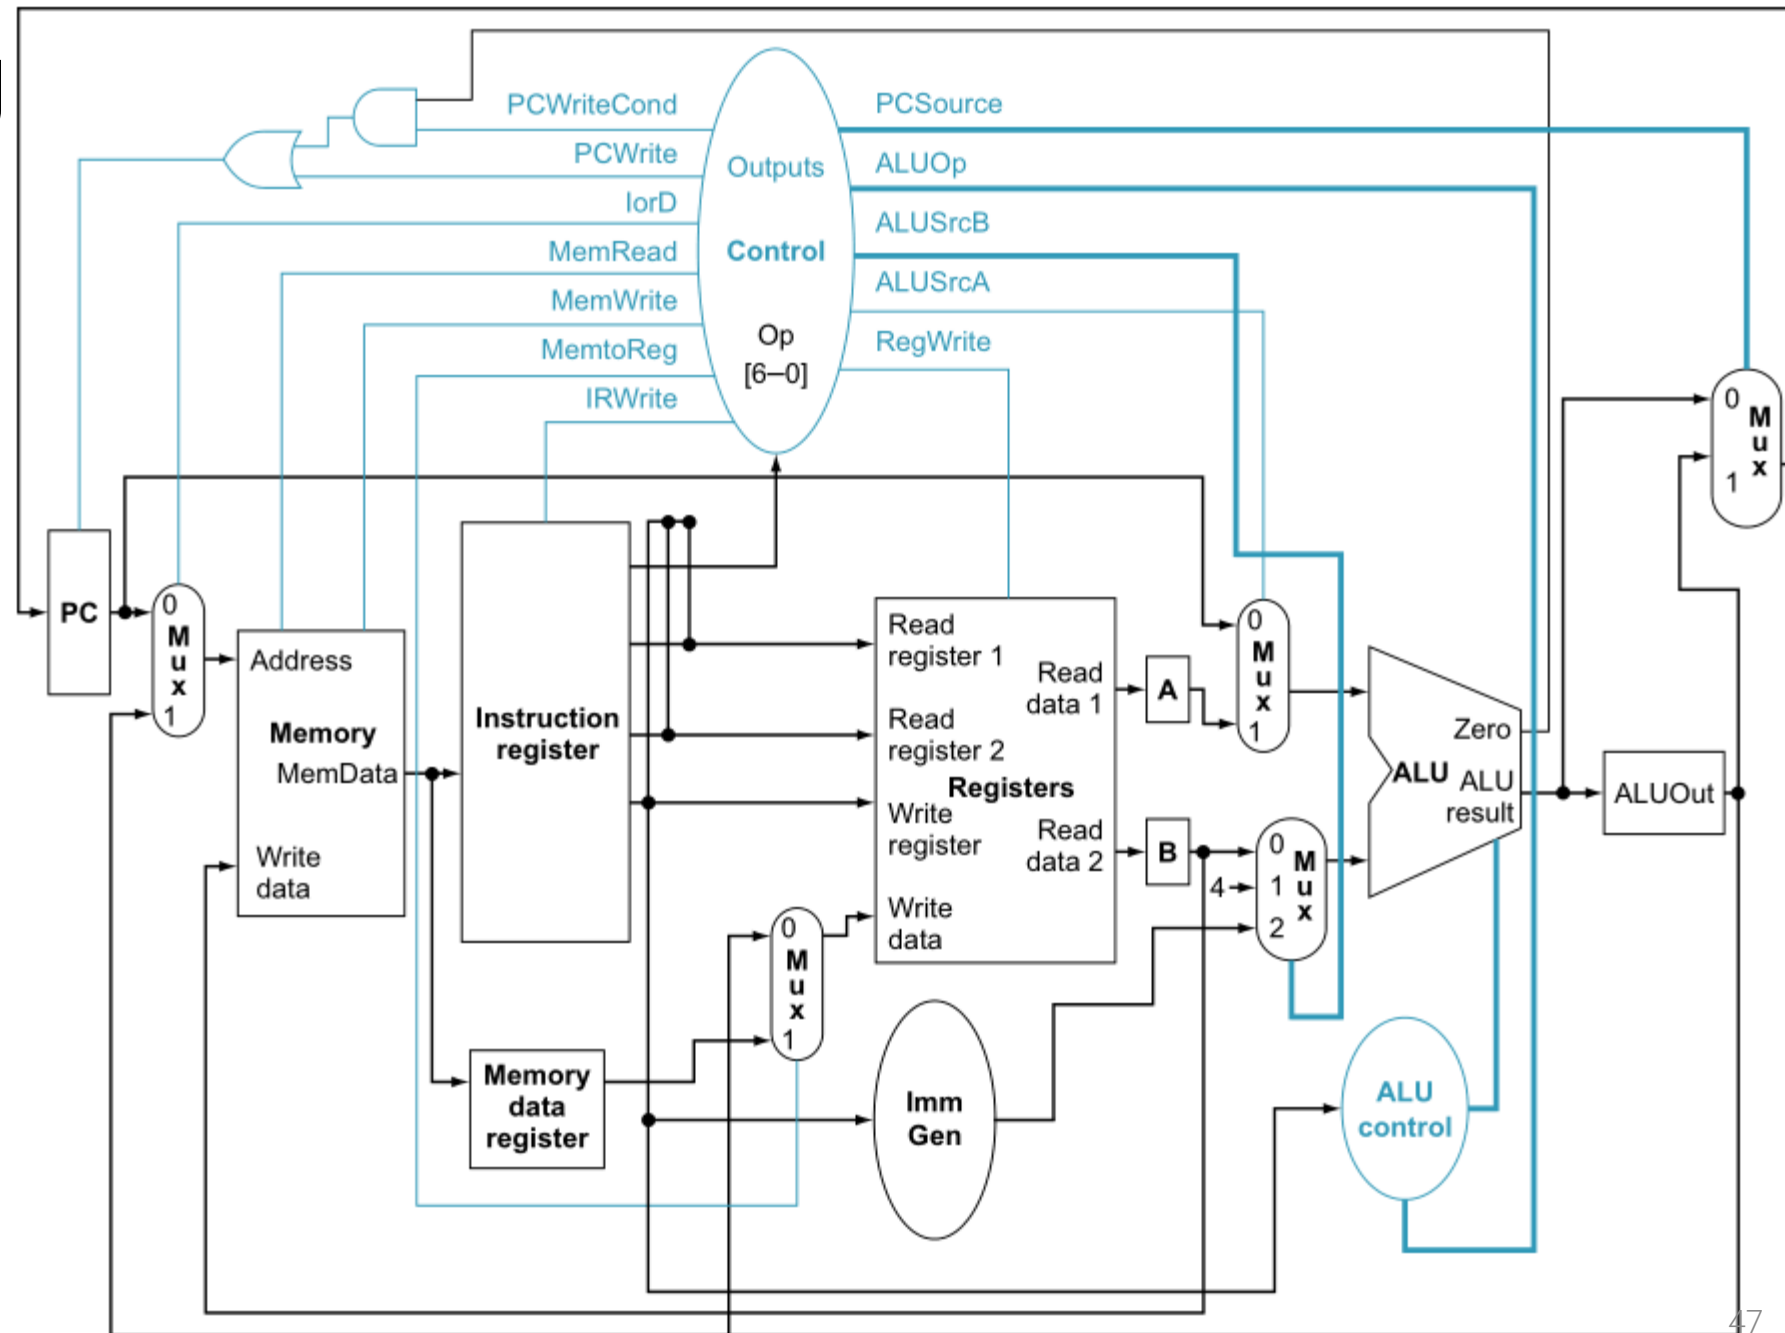 PCWriteCond
PCWrite
IorD
MemRead
MemWrite
MemtoReg
IRWrite
Outputs
Control
Op
[6–0]
PCSource
ALUOp
ALUSrcB
ALUSrcA
RegWrite
0
M
u
x
1
PC
0
M
u
x
1
Address
Memory
MemData
Write
data
Instruction
register
Memory
data
register
0
M
u
x
1
Read
register 1
Read
register 2
Registers
Write
register
Write
data
Read
data 1
Read
data 2
Imm
Gen
A
B
4
0
M
u
x
1
0
1
2
M
u
x
Zero
ALU
ALU
result
ALUOut
ALU
control
47